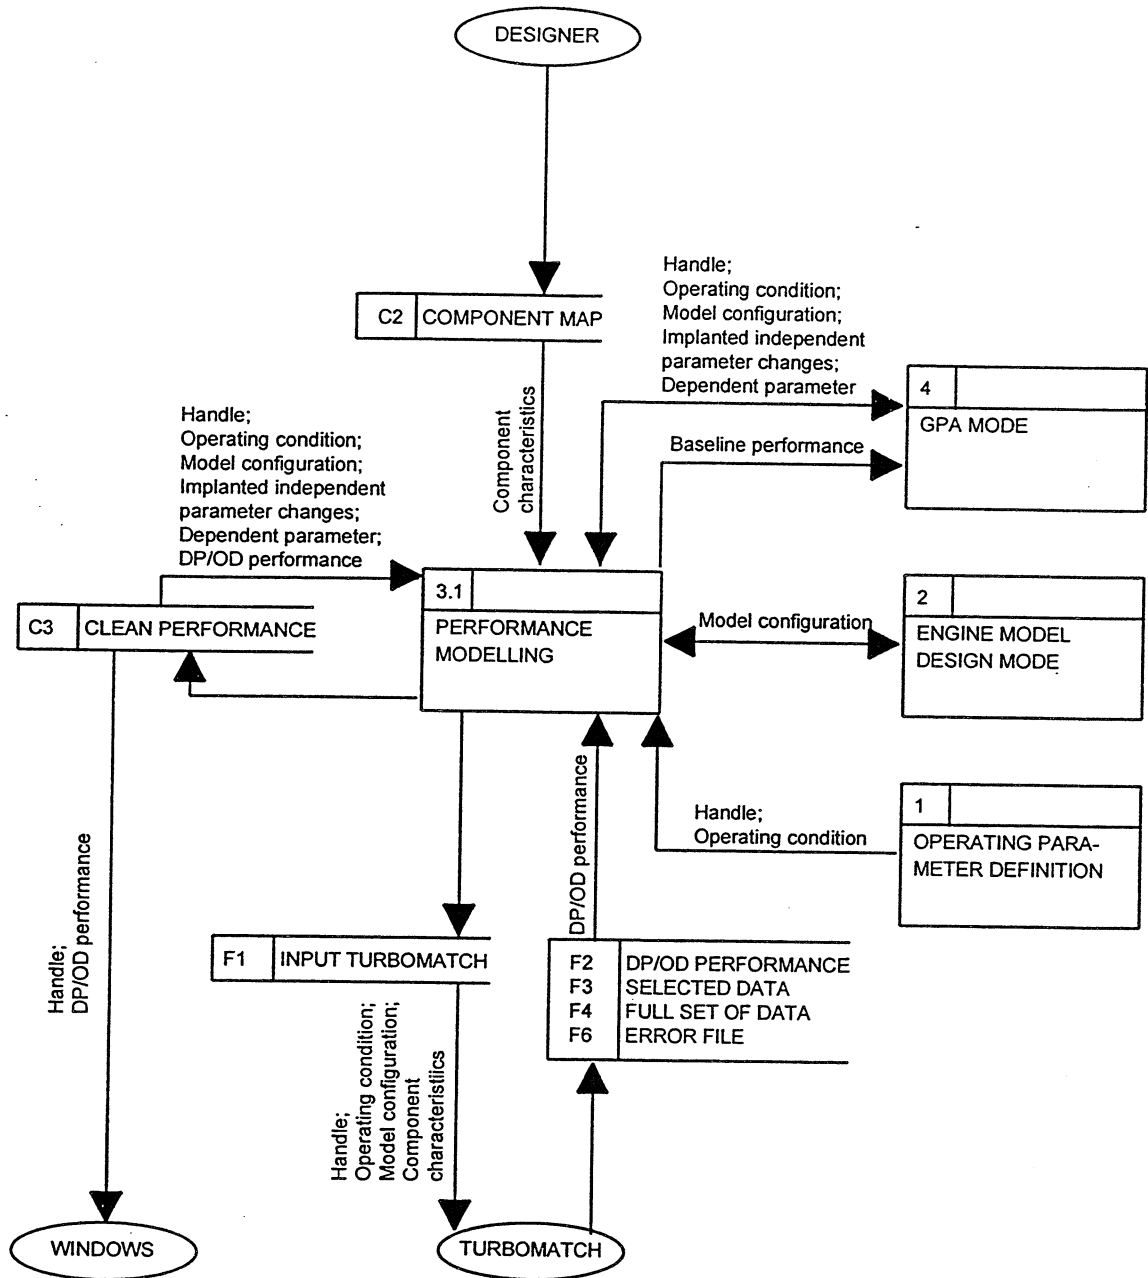 DESIGNER
C2 COMPONENT MAP
Handle;
Operating condition;
Model configuration;
Implanted independent
parameter changes;
Dependent parameter
4
GPA MODE
Baseline performance
Component
characteristics
Handle;
Operating condition;
Model configuration;
Implanted independent
parameter changes;
Dependent parameter;
DP/OD performance
C3 CLEAN PERFORMANCE
3.1
PERFORMANCE
MODELLING
Model configuration
2
ENGINE MODEL
DESIGN MODE
1
OPERATING PARA-
METER DEFINITION
Handle;
Operating condition
DP/OD performance
Handle;
DP/OD performance
F1 INPUT TURBOMATCH
F2 DP/OD PERFORMANCE
F3 SELECTED DATA
F4 FULL SET OF DATA
F6 ERROR FILE
Handle;
Operating condition;
Model configuration;
Component
characteristiics
WINDOWS
TURBOMATCH